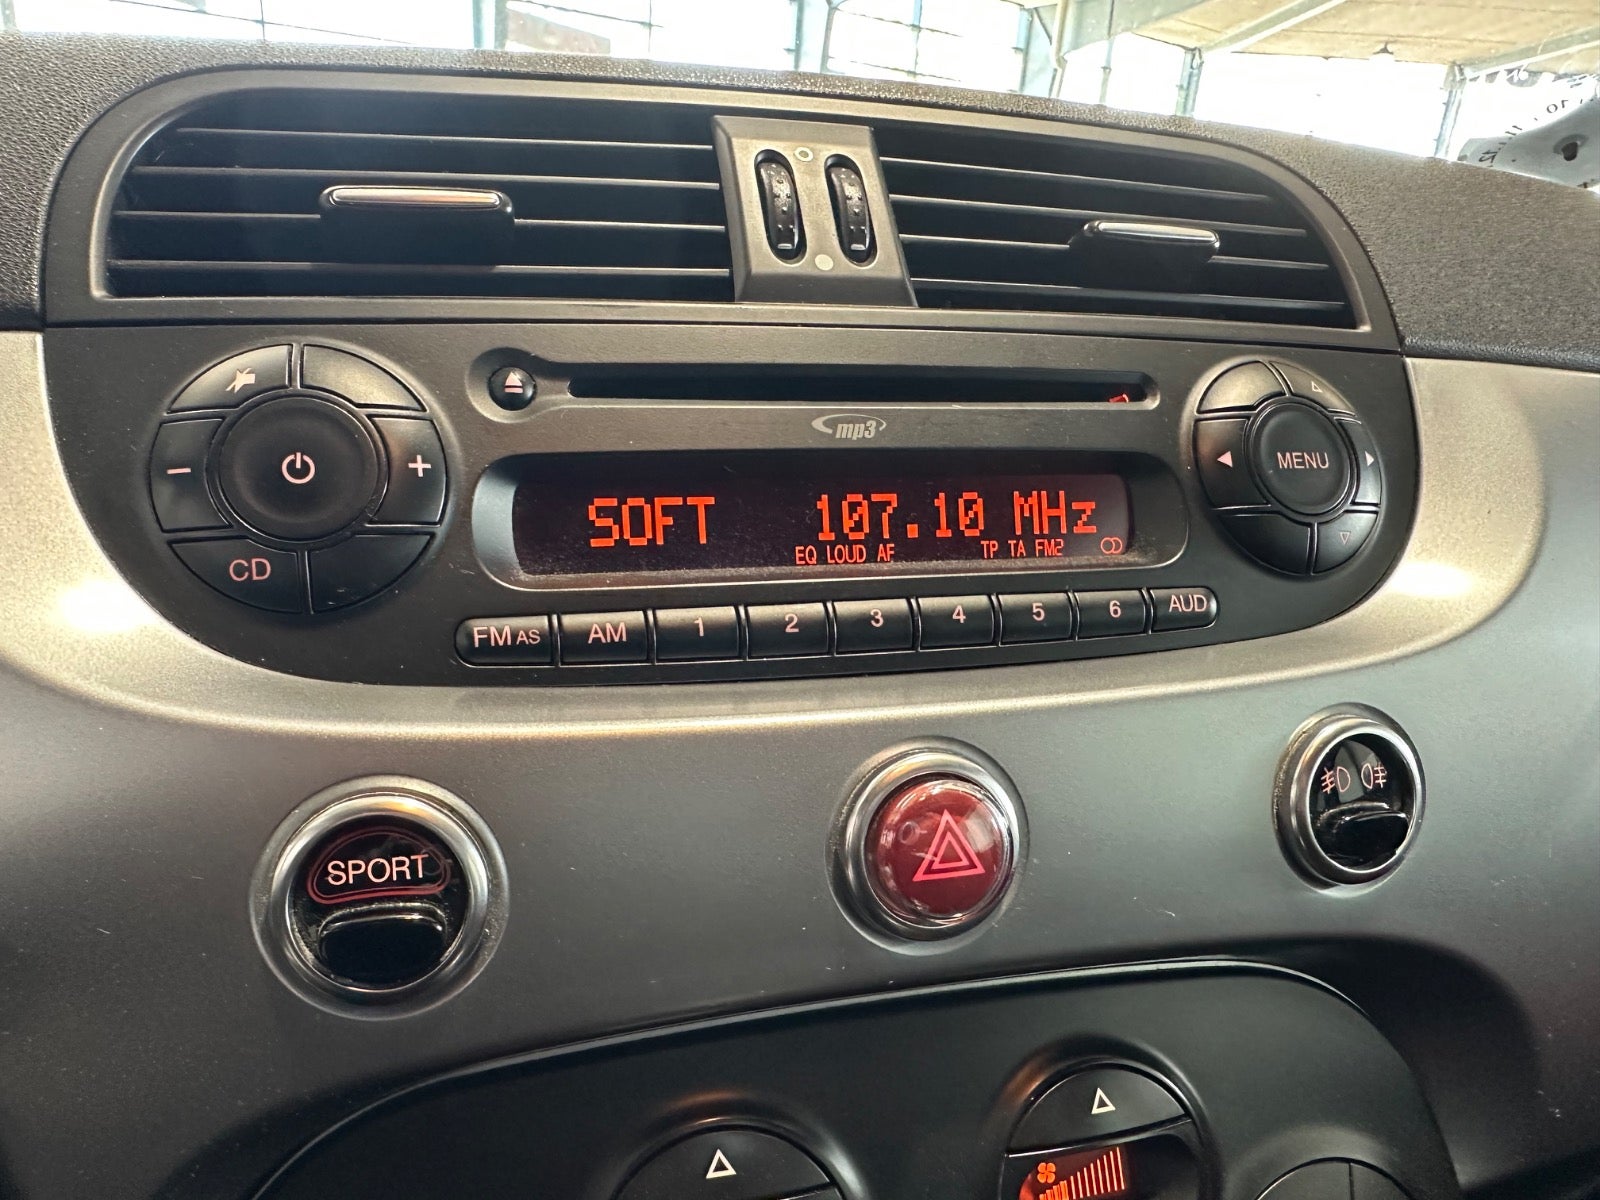 mp3
MENU
SOFT 107.10 MHz
EQ LOUD AF TP TA FM2
CD
FM AS AM 1 2 3 4 5 6 AUD
SPORT